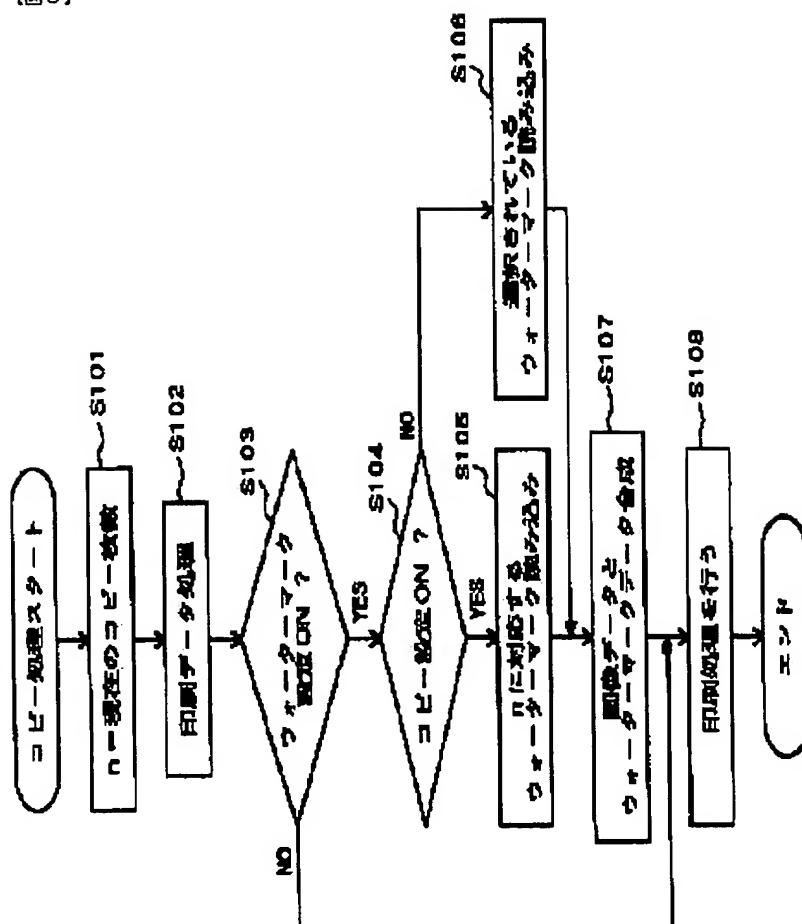 コピー処理スタート
n=現在のコピー枚数
S101
印刷データ処理
S102
ウォーターマーク
設定ON ?
S103
NO
YES
コピー設定ON ?
S104
NO
YES
nに対応する
ウォーターマーク読み込み
S105
選択されている
ウォーターマーク読み込み
S106
画像データと
ウォーターマークデータ合成
S107
印刷処理を行う
S108
エンド